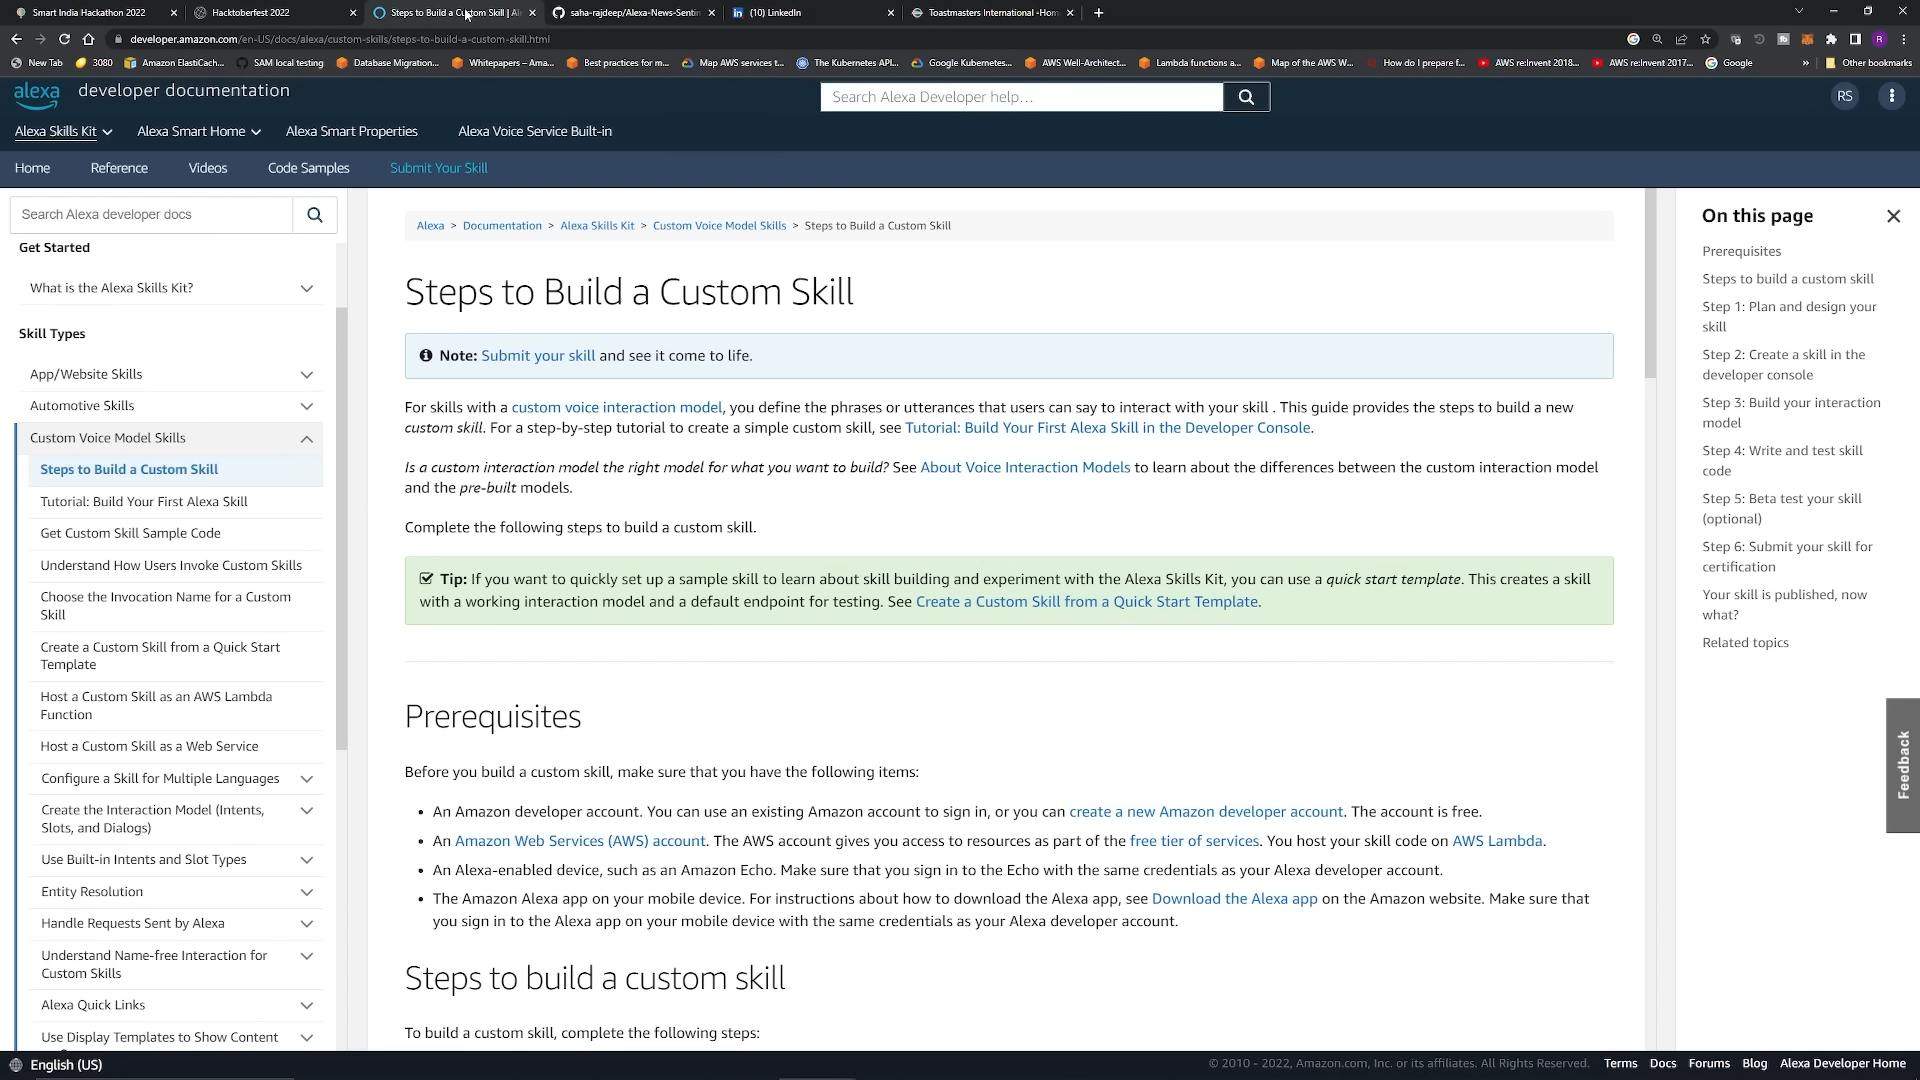 Smart India Hackathon 2022
Hacktoberfest 2022
Steps to Build a Custom Skill | Al
saha-rajdeep/Alexa-News-Sentin
(10) LinkedIn
Toastmasters International -Hom
developer.amazon.com/en-US/docs/alexa/custom-skills/steps-to-build-a-custom-skill.html
R
New Tab
3080
Amazon ElastiCach...
SAM local testing
Database Migration...
Whitepapers – Ama...
Best practices for m...
Map AWS services t...
The Kubernetes API...
Google Kubernetes...
AWS Well-Architect...
Lambda functions a...
Map of the AWS W...
How do I prepare f...
AWS re:Invent 2018...
AWS re:Invent 2017...
Google
»
Other bookmarks
alexa
developer documentation
Search Alexa Developer help...
RS
Alexa Skills Kit
Alexa Smart Home
Alexa Smart Properties
Alexa Voice Service Built-in
Home
Reference
Videos
Code Samples
Submit Your Skill
Search Alexa developer docs
Get Started
What is the Alexa Skills Kit?
Skill Types
App/Website Skills
Automotive Skills
Custom Voice Model Skills
Steps to Build a Custom Skill
Tutorial: Build Your First Alexa Skill
Get Custom Skill Sample Code
Understand How Users Invoke Custom Skills
Choose the Invocation Name for a Custom
Skill
Create a Custom Skill from a Quick Start
Template
Host a Custom Skill as an AWS Lambda
Function
Host a Custom Skill as a Web Service
Configure a Skill for Multiple Languages
Create the Interaction Model (Intents,
Slots, and Dialogs)
Use Built-in Intents and Slot Types
Entity Resolution
Handle Requests Sent by Alexa
Understand Name-free Interaction for
Custom Skills
Alexa Quick Links
Use Display Templates to Show Content
Alexa > Documentation > Alexa Skills Kit > Custom Voice Model Skills > Steps to Build a Custom Skill
Steps to Build a Custom Skill
Note: Submit your skill and see it come to life.
For skills with a custom voice interaction model, you define the phrases or utterances that users can say to interact with your skill . This guide provides the steps to build a new
custom skill. For a step-by-step tutorial to create a simple custom skill, see Tutorial: Build Your First Alexa Skill in the Developer Console.
Is a custom interaction model the right model for what you want to build? See About Voice Interaction Models to learn about the differences between the custom interaction model
and the pre-built models.
Complete the following steps to build a custom skill.
Tip: If you want to quickly set up a sample skill to learn about skill building and experiment with the Alexa Skills Kit, you can use a quick start template. This creates a skill
with a working interaction model and a default endpoint for testing. See Create a Custom Skill from a Quick Start Template.
Prerequisites
Before you build a custom skill, make sure that you have the following items:
• An Amazon developer account. You can use an existing Amazon account to sign in, or you can create a new Amazon developer account. The account is free.
• An Amazon Web Services (AWS) account. The AWS account gives you access to resources as part of the free tier of services. You host your skill code on AWS Lambda.
• An Alexa-enabled device, such as an Amazon Echo. Make sure that you sign in to the Echo with the same credentials as your Alexa developer account.
• The Amazon Alexa app on your mobile device. For instructions about how to download the Alexa app, see Download the Alexa app on the Amazon website. Make sure that
you sign in to the Alexa app on your mobile device with the same credentials as your Alexa developer account.
Steps to build a custom skill
To build a custom skill, complete the following steps:
On this page
Prerequisites
Steps to build a custom skill
Step 1: Plan and design your
skill
Step 2: Create a skill in the
developer console
Step 3: Build your interaction
model
Step 4: Write and test skill
code
Step 5: Beta test your skill
(optional)
Step 6: Submit your skill for
certification
Your skill is published, now
what?
Related topics
Feedback
English (US)
© 2010 - 2022, Amazon.com, Inc. or its affiliates. All Rights Reserved.
Terms
Docs
Forums
Blog
Alexa Developer Home